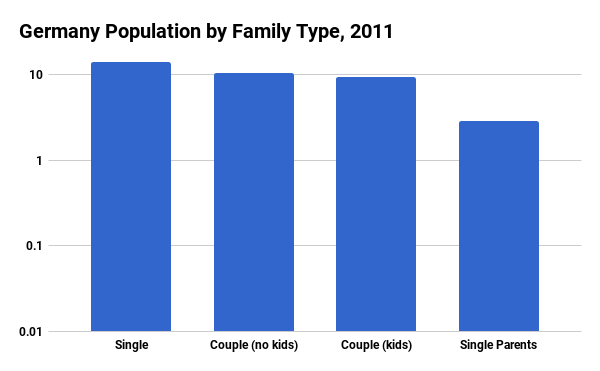 Germany Population by Family Type, 2011
10
1
0.1
0.01
Single Couple (no kids) Couple (kids) Single Parents